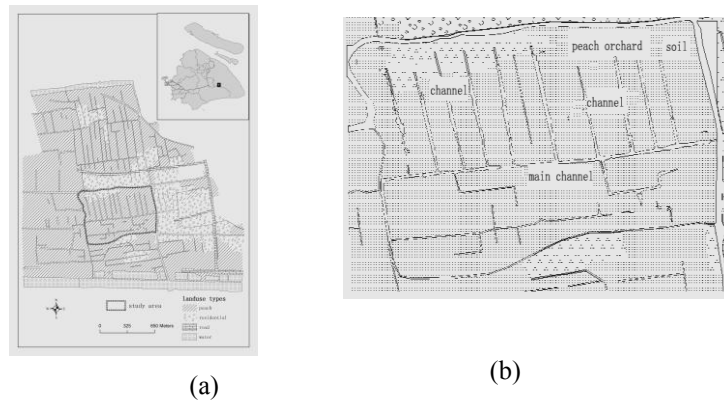 study area
landuse types
peach
residential
road
water
0 325 650 Meters
(a)
peach orchard soil
channel
channel
main channel
(b)